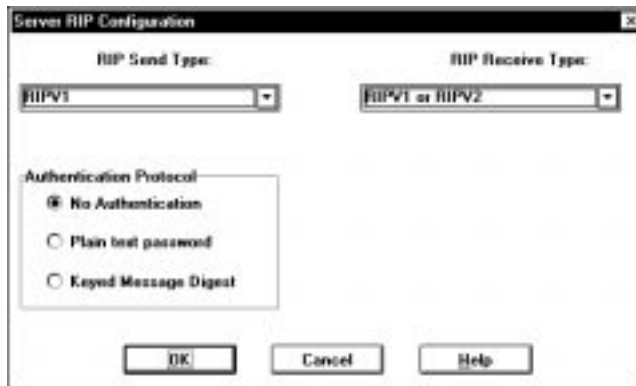 Server RIP Configuration
RIP Send Type:
RIP Receive Type:
RIPV1
RIPV1 or RIPV2
Authentication Protocol
No Authentication
Plain text password
Keyed Message Digest
OK
Cancel
Help